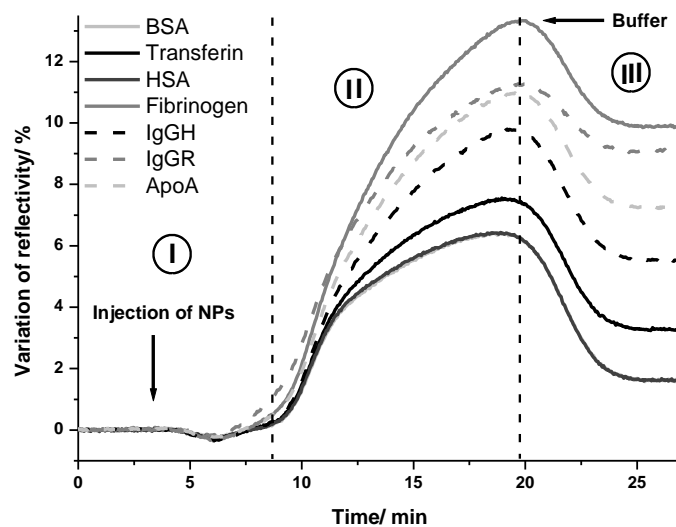 BSA
Transferin
HSA
Fibrinogen
IgGH
IgGR
ApoA
Buffer
I
II
III
Injection of NPs
Variation of reflectivity/ %
12
10
8
6
4
2
0
0
5
10
15
20
25
Time/ min